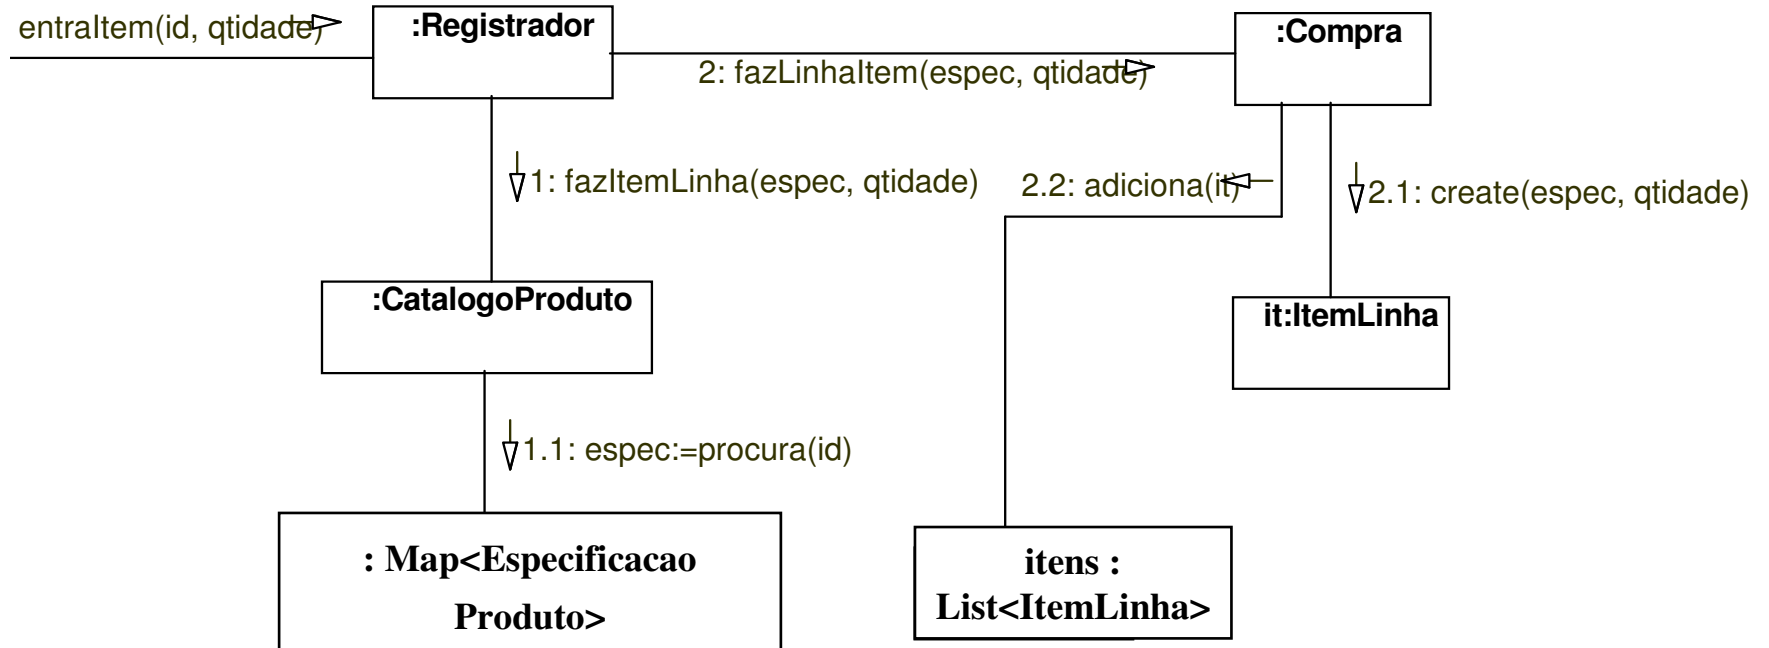 entraItem(id, qtidade)
:Registrador
:Compra
2: fazLinhaItem(espec, qtidade)
1: fazItemLinha(espec, qtidade)
2.2: adiciona(it)
2.1: create(espec, qtidade)
:CatalogoProduto
it:ItemLinha
1.1: espec:=procura(id)
: Map<Especificacao
Produto>
itens :
List<ItemLinha>